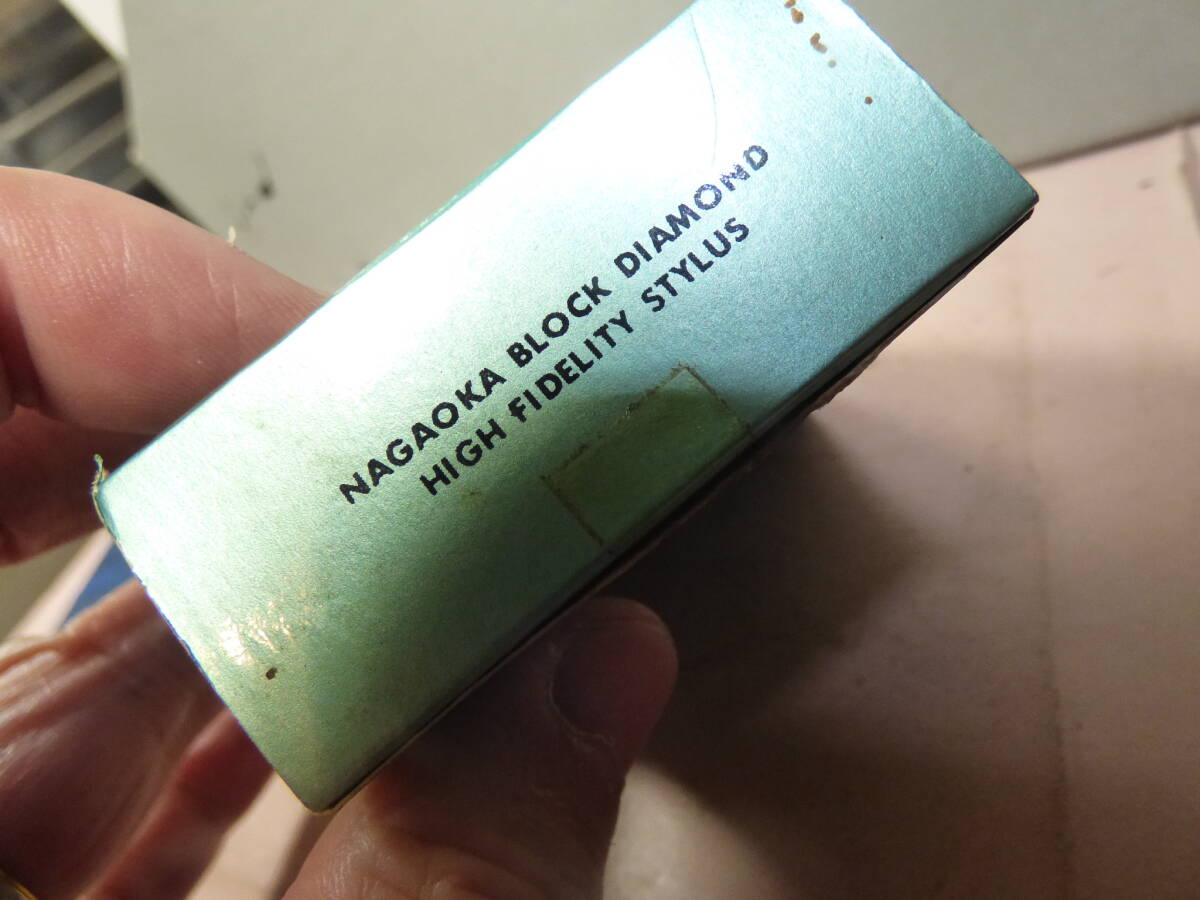 NAGAOKA BLOCK DIAMOND
HIGH FIDELITY STYLUS